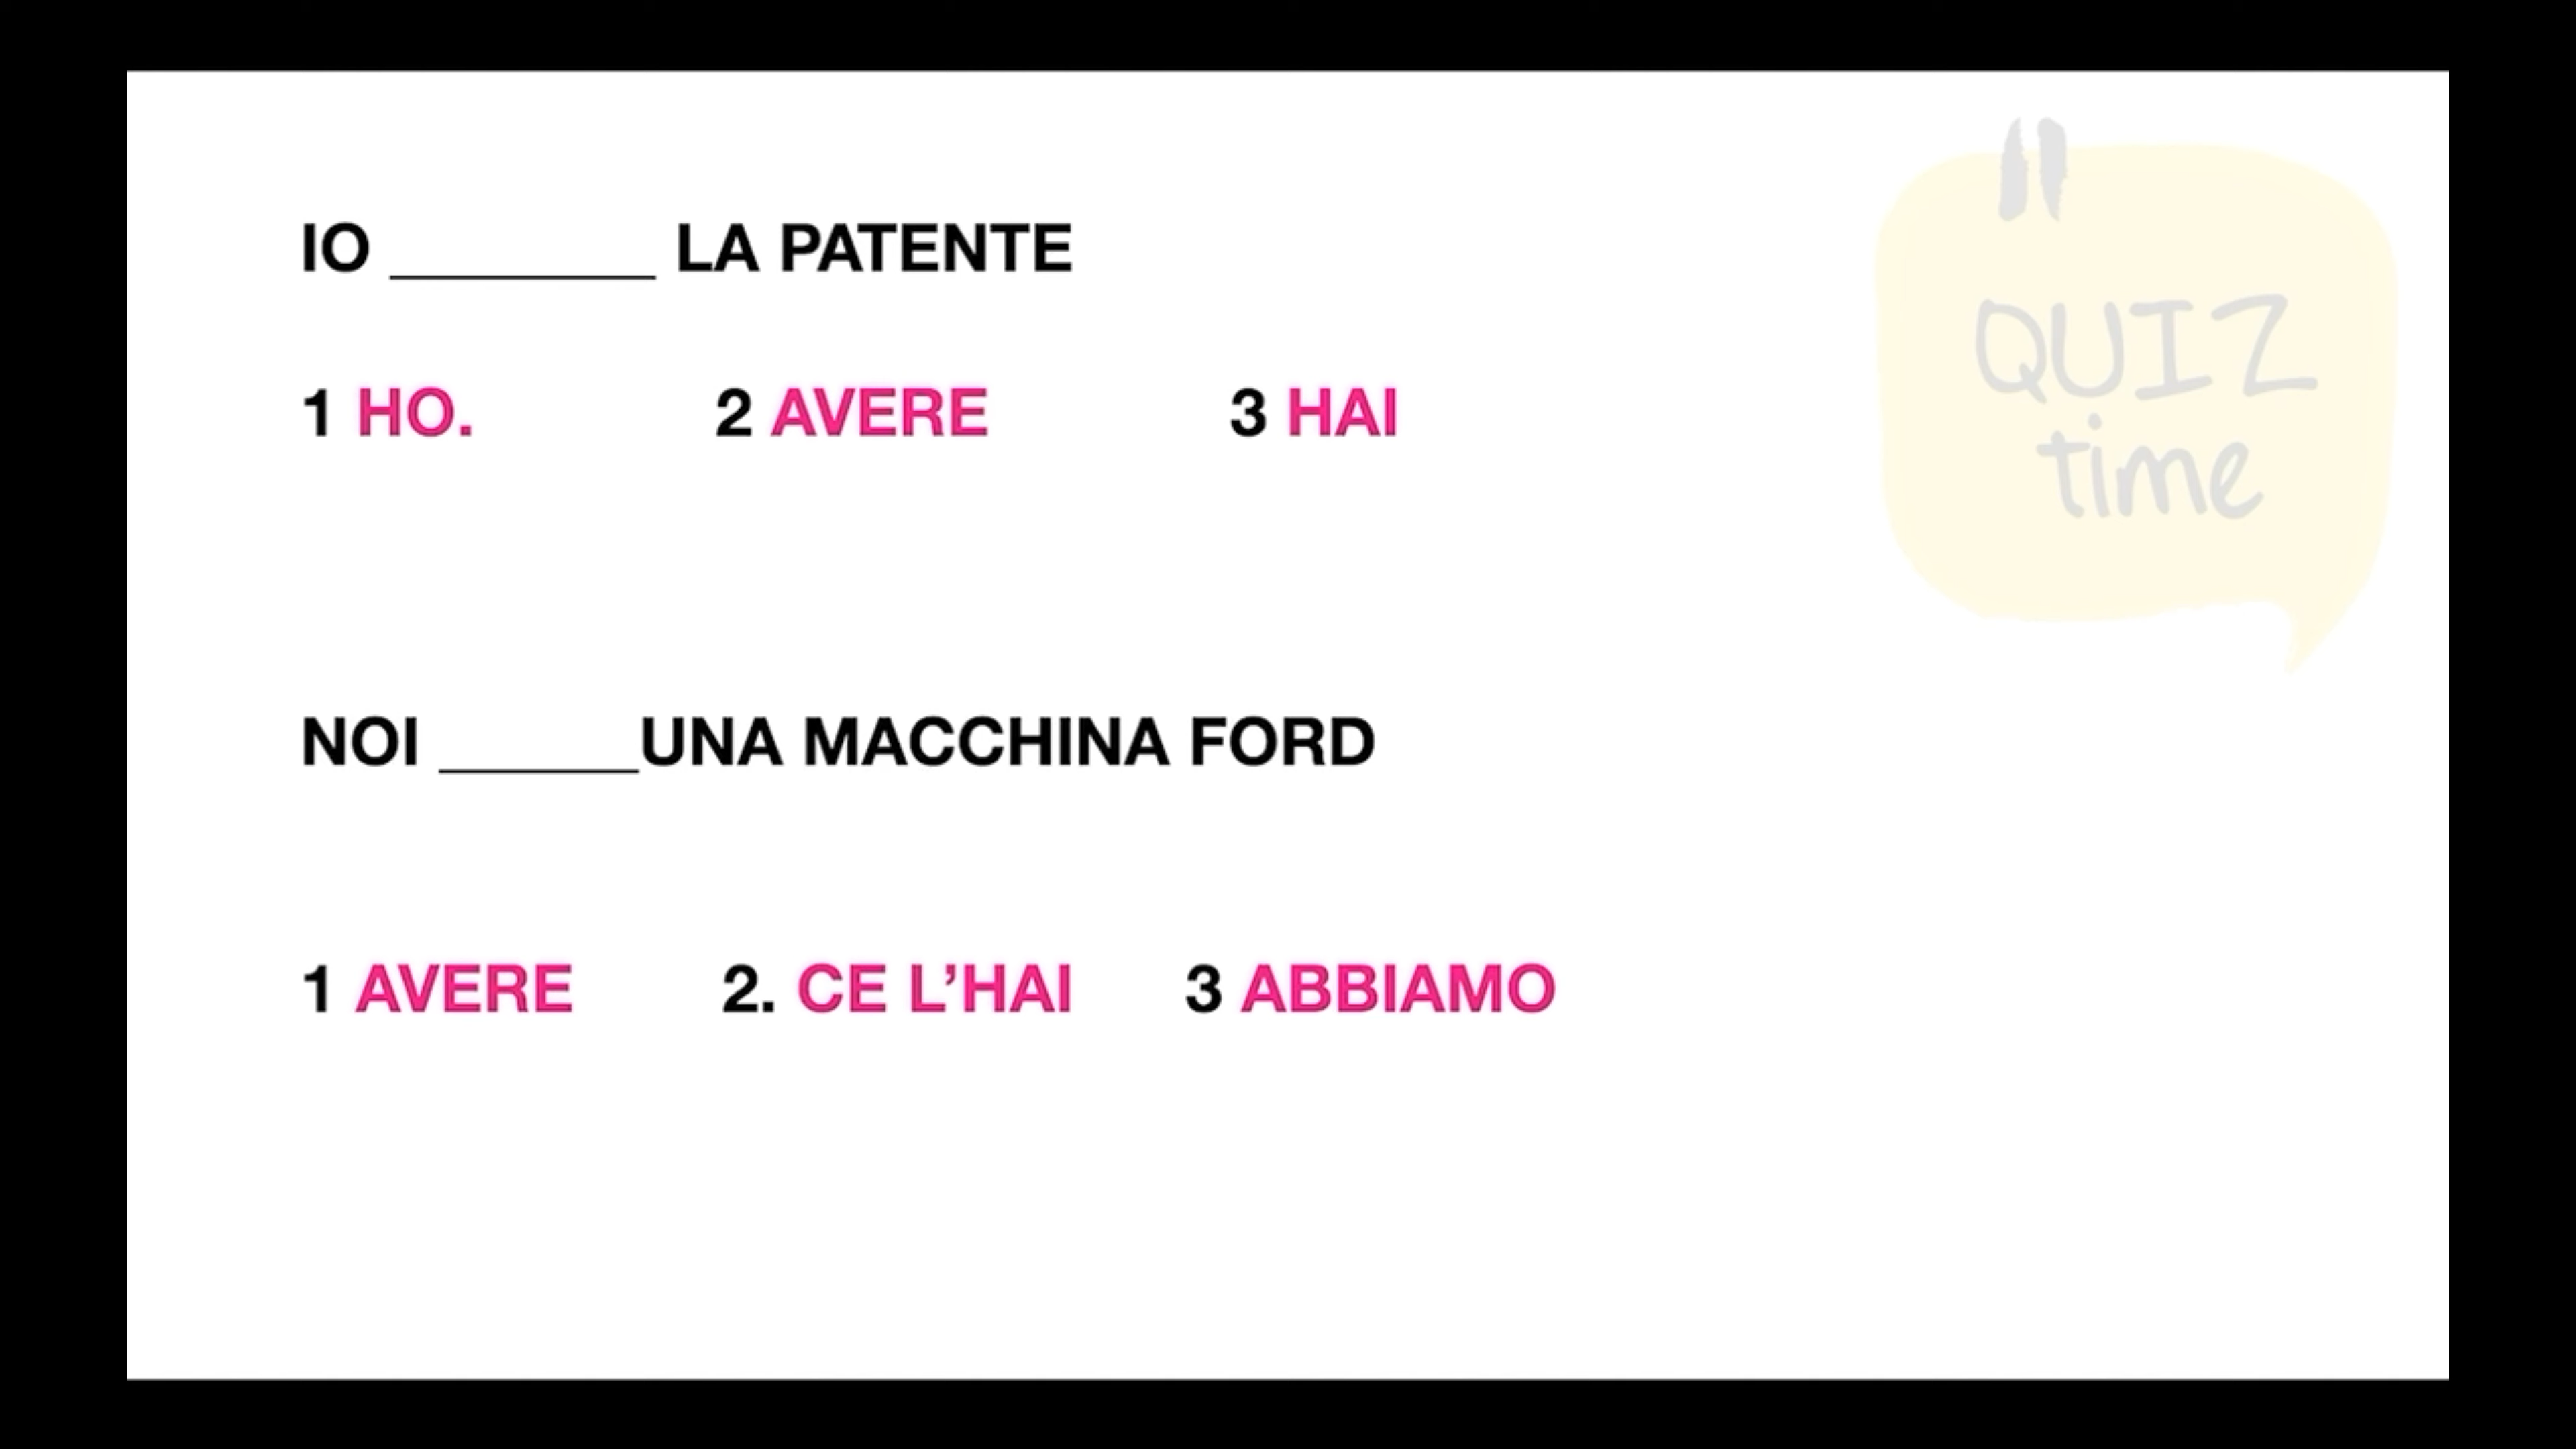 IO ________ LA PATENTE
1 HO. 2 AVERE 3 HAI
NOI ______UNA MACCHINA FORD
1 AVERE 2. CE L’HAI 3 ABBIAMO
QUIZ
time